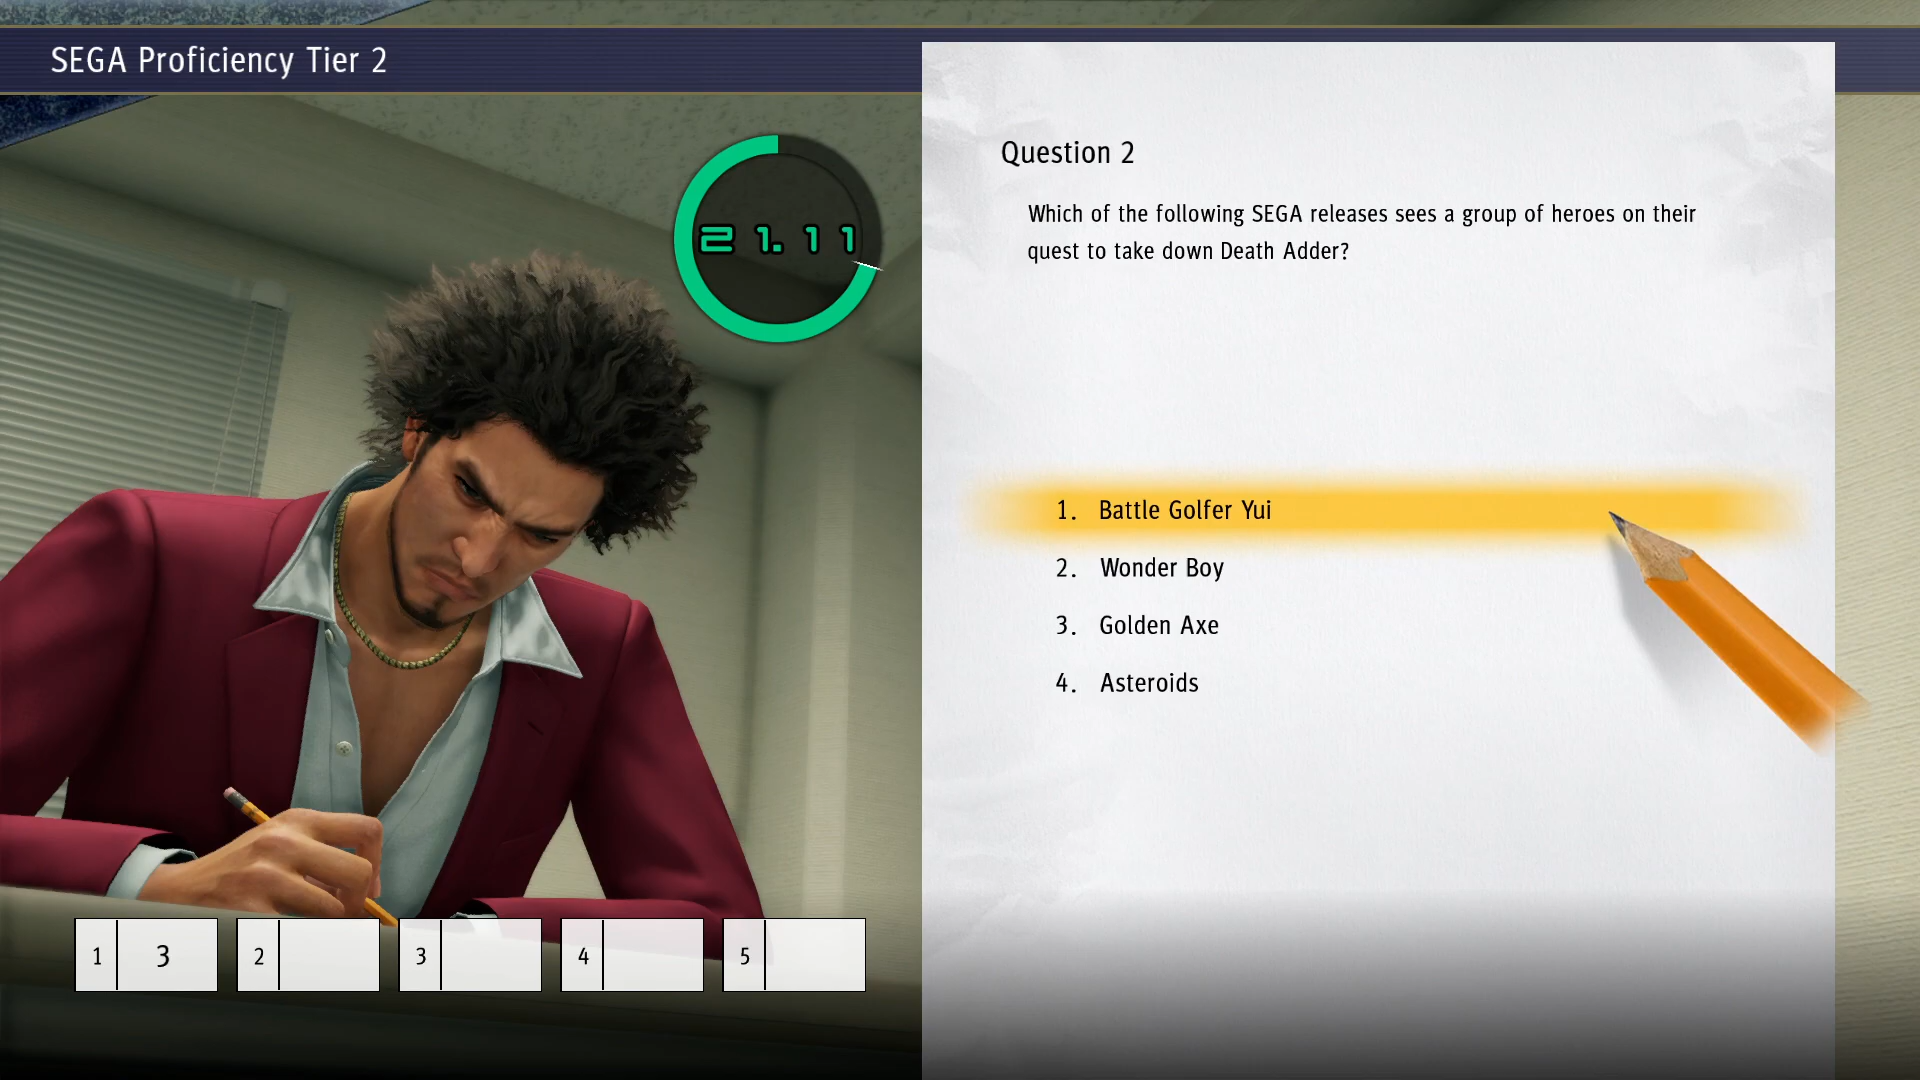 SEGA Proficiency Tier 2
21.11
Question 2
Which of the following SEGA releases sees a group of heroes on their
quest to take down Death Adder?
1. Battle Golfer Yui
2. Wonder Boy
3. Golden Axe
4. Asteroids
1 3 2 3 4 5